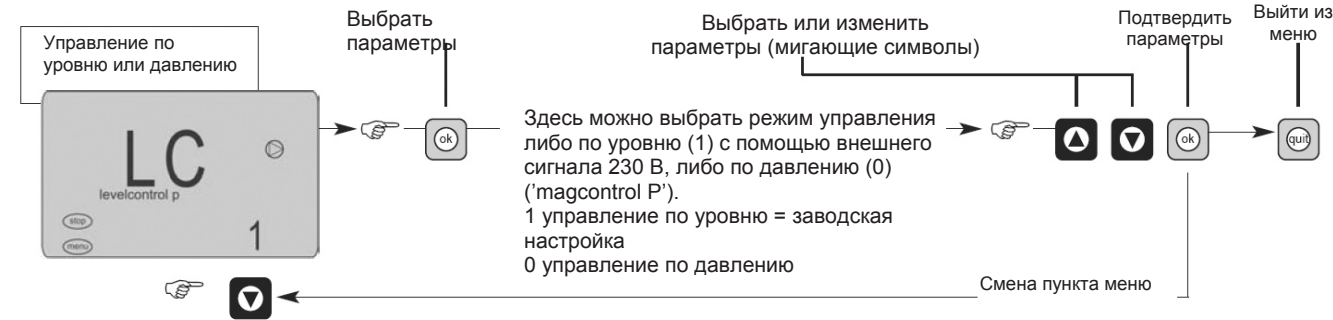 Управление по
уровню или давлению
LC
levelcontrol p
stop
menu
1
Выбрать
параметры
ok
Здесь можно выбрать режим управления
либо по уровню (1) с помощью внешнего
сигнала 230 В, либо по давлению (0)
('magcontrol P').
1 управление по уровню = заводская
настройка
0 управление по давлению
Выбрать или изменить
параметры (мигающие символы)
Подтвердить
параметры
ok
Выйти из
меню
quit
Смена пункта меню